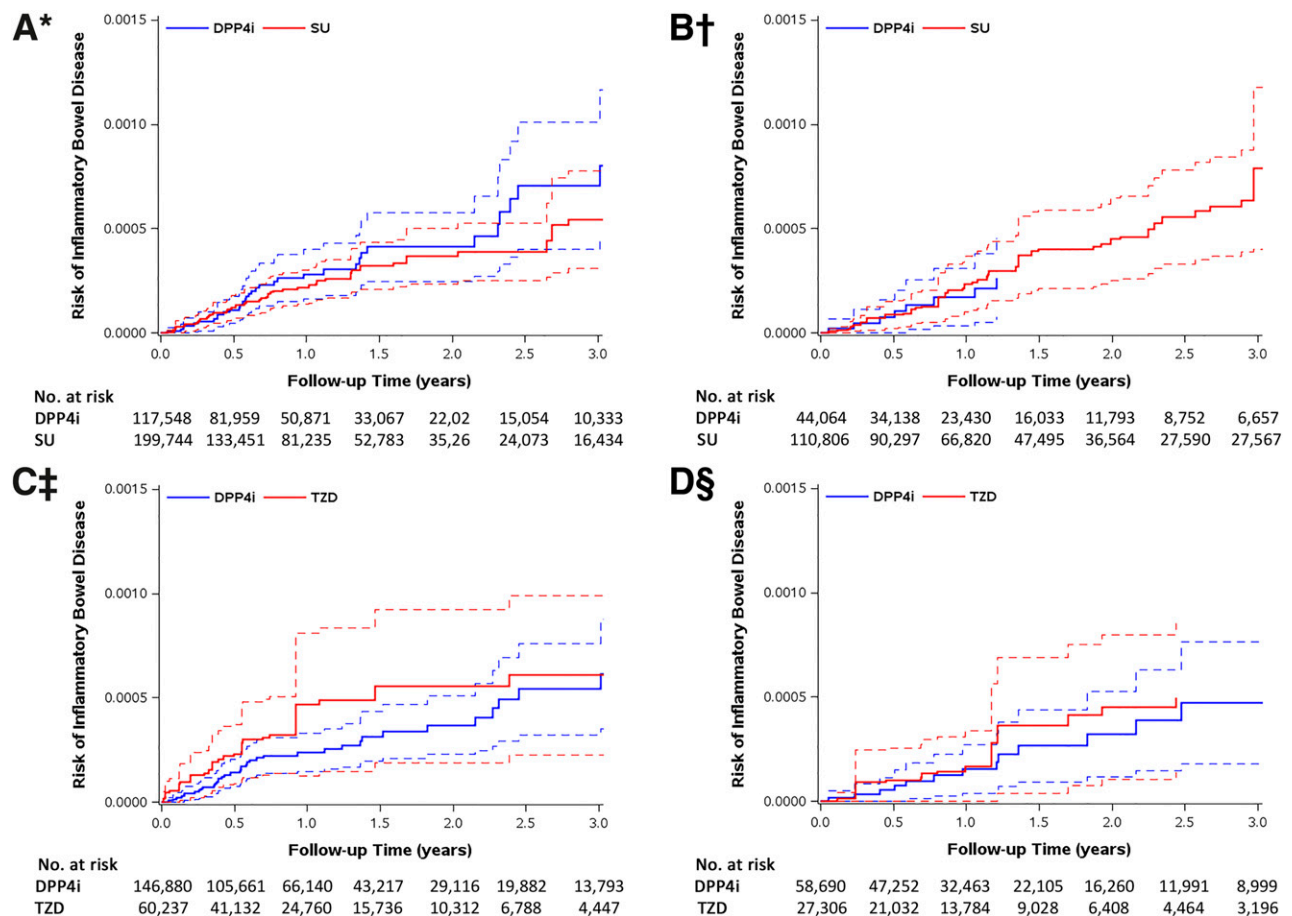 A*
DPP4i SU
Risk of Inflammatory Bowel Disease
0.0015
0.0010
0.0005
0.0000
0.0 0.5 1.0 1.5 2.0 2.5 3.0
Follow-up Time (years)
No. at risk
DPP4i 117,548 81,959 50,871 33,067 22,02 15,054 10,333
SU 199,744 133,451 81,235 52,783 35,26 24,073 16,434
B†
DPP4i SU
Risk of Inflammatory Bowel Disease
0.0015
0.0010
0.0005
0.0000
0.0 0.5 1.0 1.5 2.0 2.5 3.0
Follow-up Time (years)
No. at risk
DPP4i 44,064 34,138 23,430 16,033 11,793 8,752 6,657
SU 110,806 90,297 66,820 47,495 36,564 27,590 27,567
C‡
DPP4i TZD
Risk of Inflammatory Bowel Disease
0.0015
0.0010
0.0005
0.0000
0.0 0.5 1.0 1.5 2.0 2.5 3.0
Follow-up Time (years)
No. at risk
DPP4i 146,880 105,661 66,140 43,217 29,116 19,882 13,793
TZD 60,237 41,132 24,760 15,736 10,312 6,788 4,447
D§
DPP4i TZD
Risk of Inflammatory Bowel Disease
0.0015
0.0010
0.0005
0.0000
0.0 0.5 1.0 1.5 2.0 2.5 3.0
Follow-up Time (years)
No. at risk
DPP4i 58,690 47,252 32,463 22,105 16,260 11,991 8,999
TZD 27,306 21,032 13,784 9,028 6,408 4,464 3,196